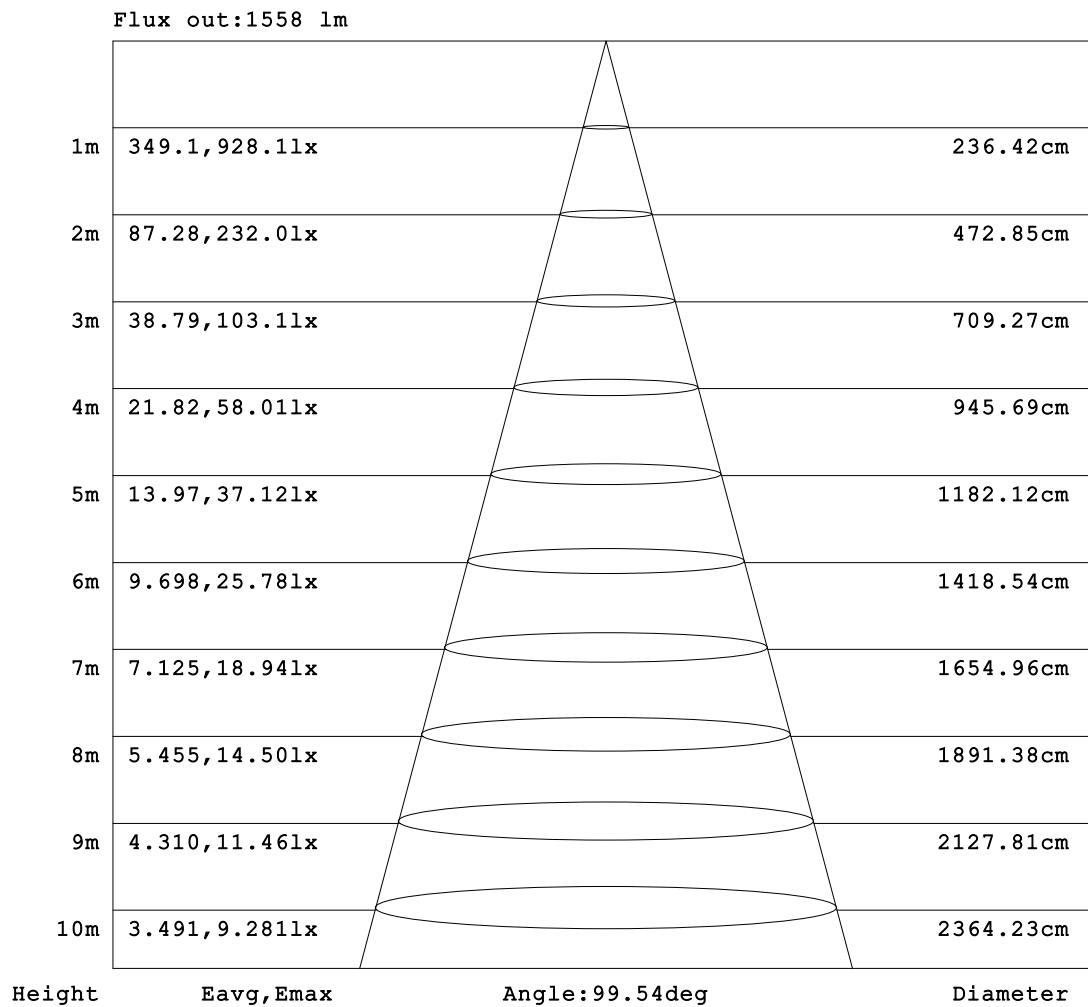 Flux out:1558 lm
1m 349.1,928.1lx 236.42cm
2m 87.28,232.0lx 472.85cm
3m 38.79,103.1lx 709.27cm
4m 21.82,58.01lx 945.69cm
5m 13.97,37.12lx 1182.12cm
6m 9.698,25.78lx 1418.54cm
7m 7.125,18.94lx 1654.96cm
8m 5.455,14.50lx 1891.38cm
9m 4.310,11.46lx 2127.81cm
10m 3.491,9.281lx 2364.23cm
Height Eavg,Emax Angle:99.54deg Diameter